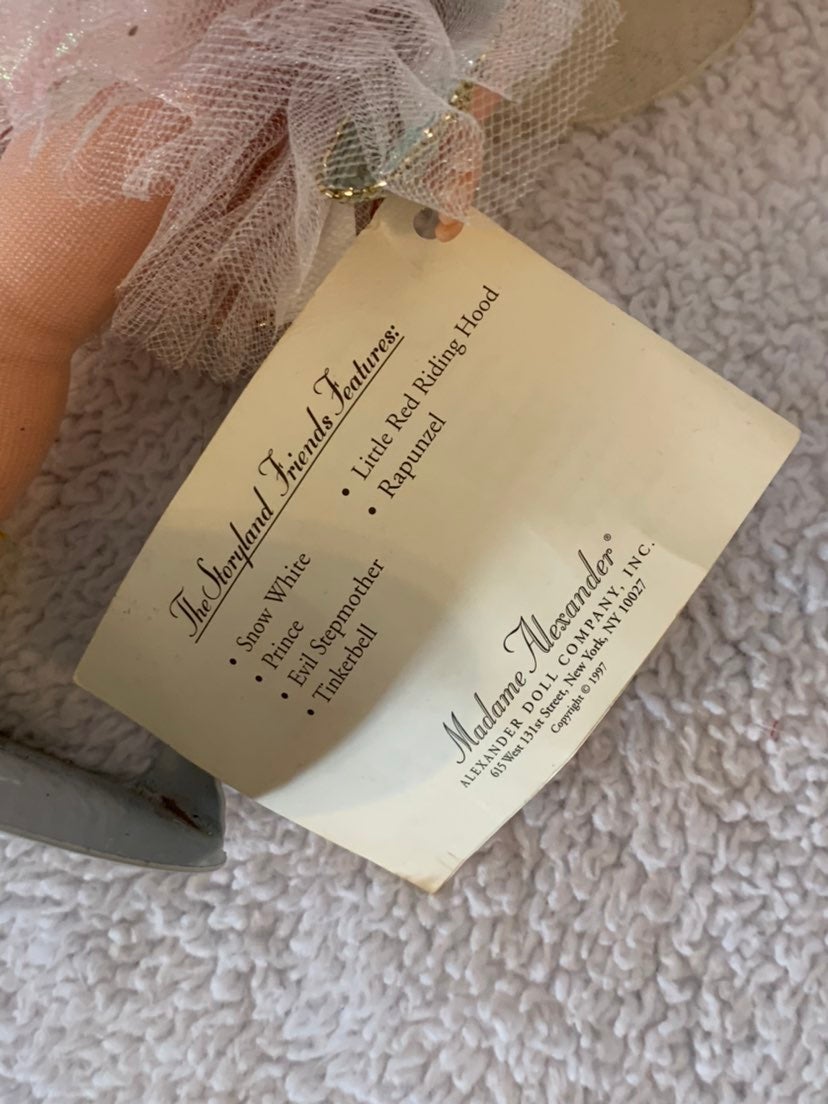 The Storyland Friends Features:
• Snow White
• Prince
• Evil Stepmother
• Tinkerbell
• Little Red Riding Hood
• Rapunzel
Madame Alexander®
ALEXANDER DOLL COMPANY, INC.
615 West 131st Street, New York, NY 10027
Copyright © 1997